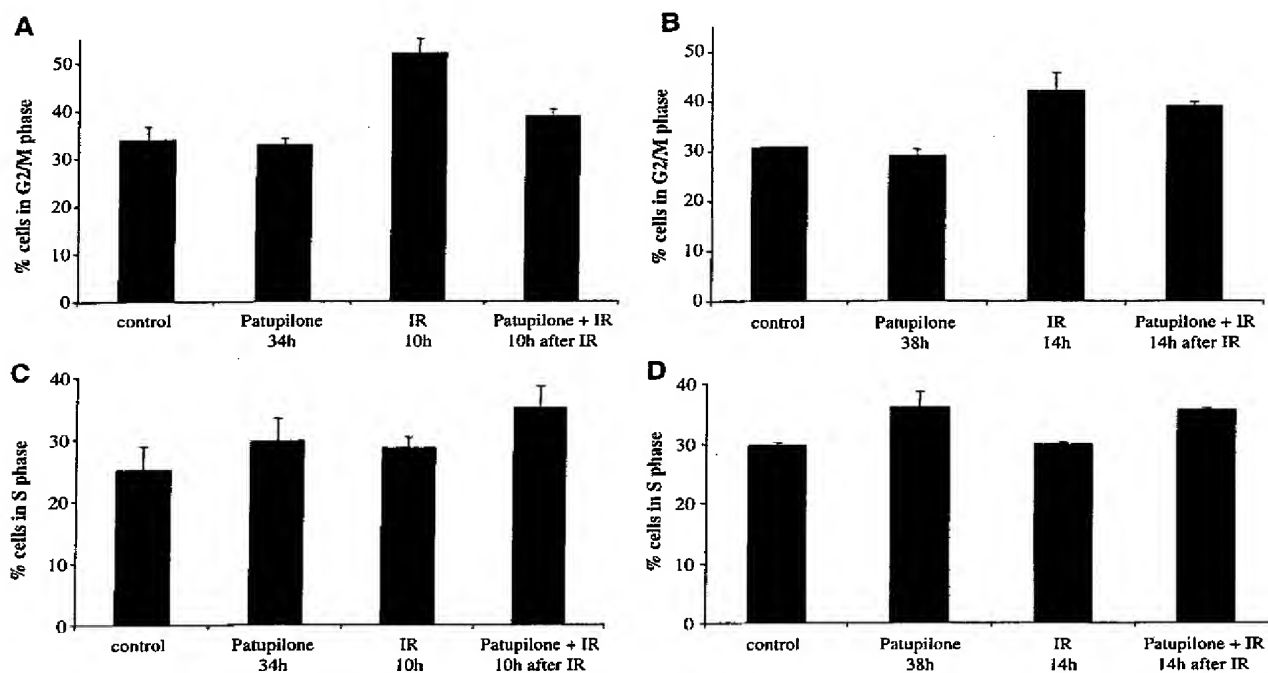 A
% cells in G2/M phase
50
40
30
20
10
0
control
Patupilone
34h
IR
10h
Patupilone + IR
10h after IR
B
% cells in G2/M phase
50
40
30
20
10
0
control
Patupilone
38h
IR
14h
Patupilone + IR
14h after IR
C
% cells in S phase
40
30
20
10
0
control
Patupilone
34h
IR
10h
Patupilone + IR
10h after IR
D
% cells in S phase
40
30
20
10
0
control
Patupilone
38h
IR
14h
Patupilone + IR
14h after IR